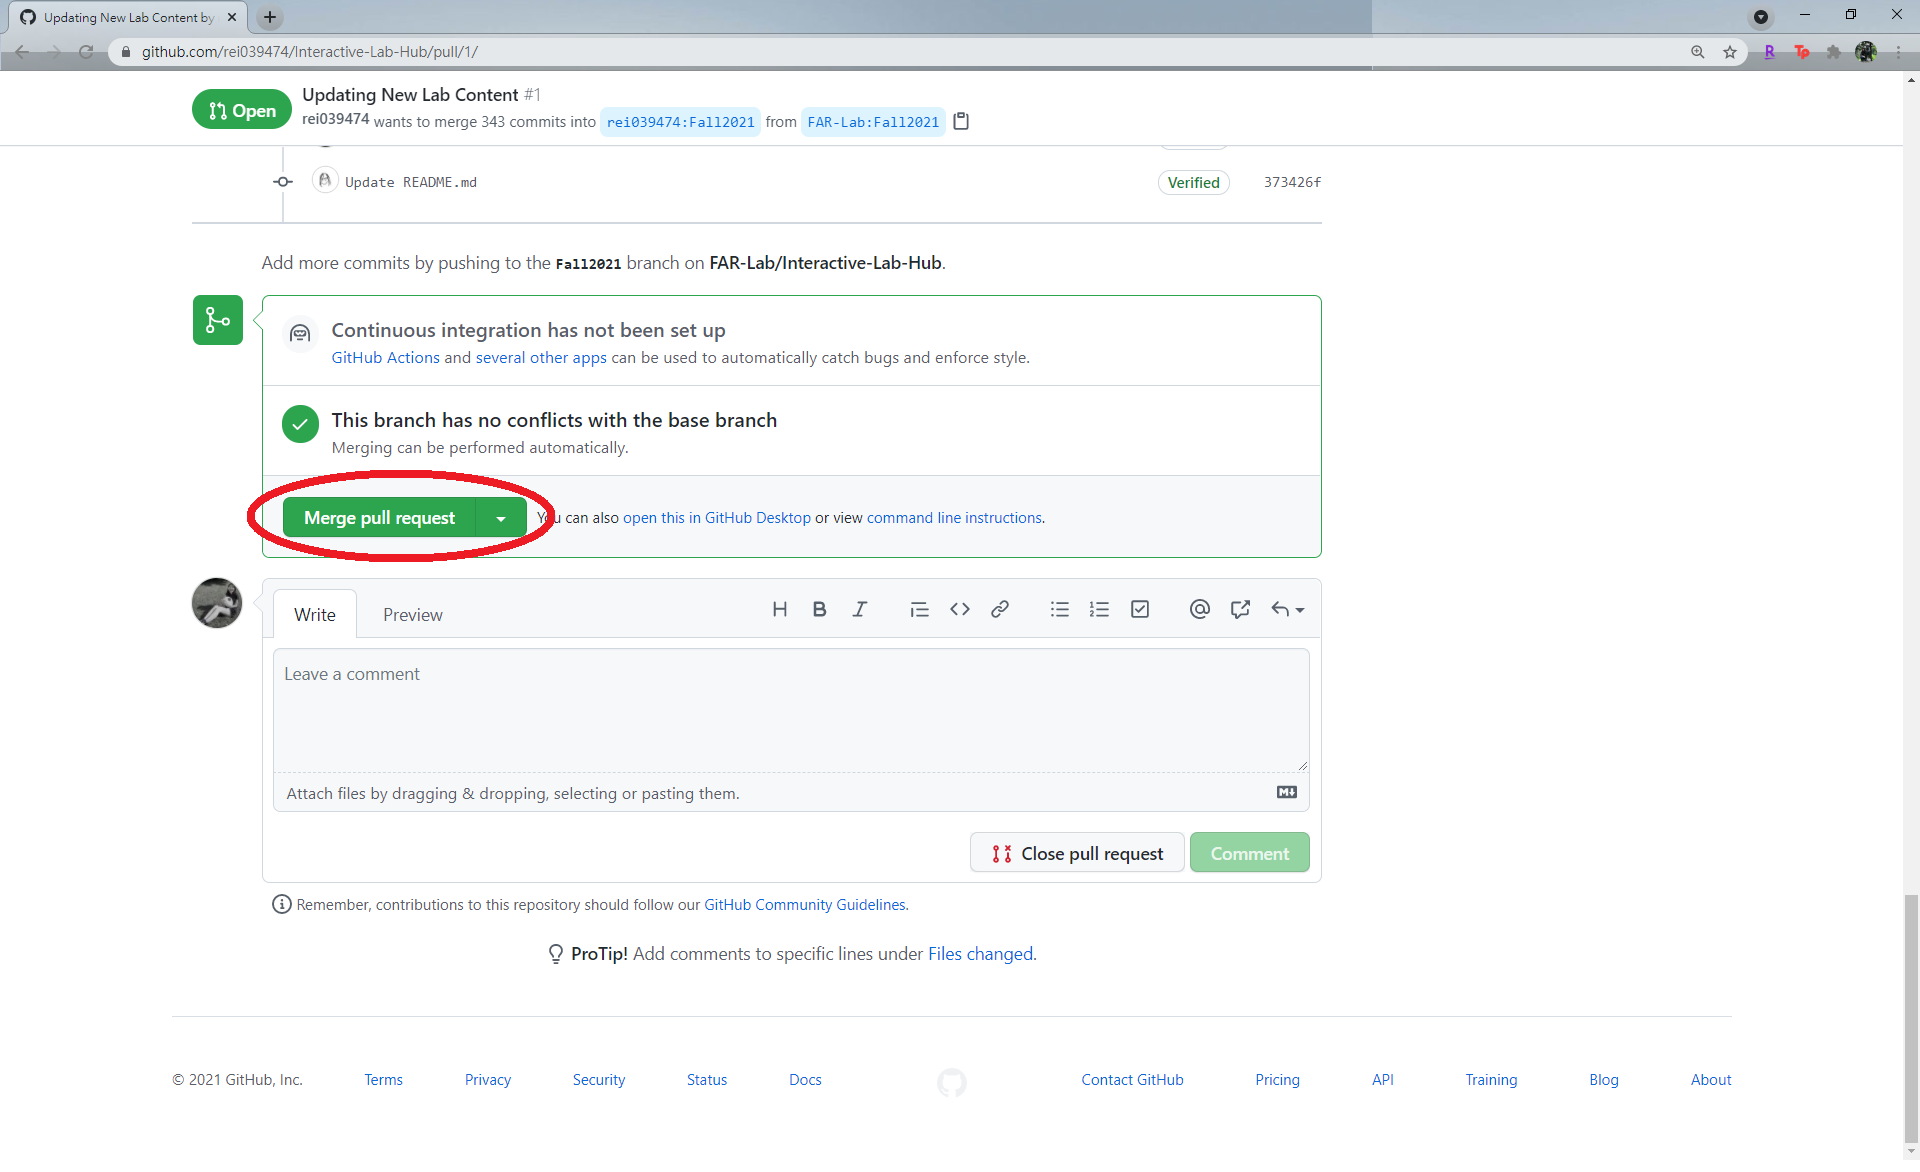 Updating New Lab Content by
github.com/rei039474/Interactive-Lab-Hub/pull/1/
Open
Updating New Lab Content #1
rei039474 wants to merge 343 commits into rei039474:Fall2021 from FAR-Lab:Fall2021
Update README.md Verified 373426f
Add more commits by pushing to the Fall2021 branch on FAR-Lab/Interactive-Lab-Hub.
Continuous integration has not been set up
GitHub Actions and several other apps can be used to automatically catch bugs and enforce style.
This branch has no conflicts with the base branch
Merging can be performed automatically.
Merge pull request You can also open this in GitHub Desktop or view command line instructions.
Write Preview
Leave a comment
Attach files by dragging & dropping, selecting or pasting them.
Close pull request Comment
Remember, contributions to this repository should follow our GitHub Community Guidelines.
ProTip! Add comments to specific lines under Files changed.
© 2021 GitHub, Inc. Terms Privacy Security Status Docs Contact GitHub Pricing API Training Blog About